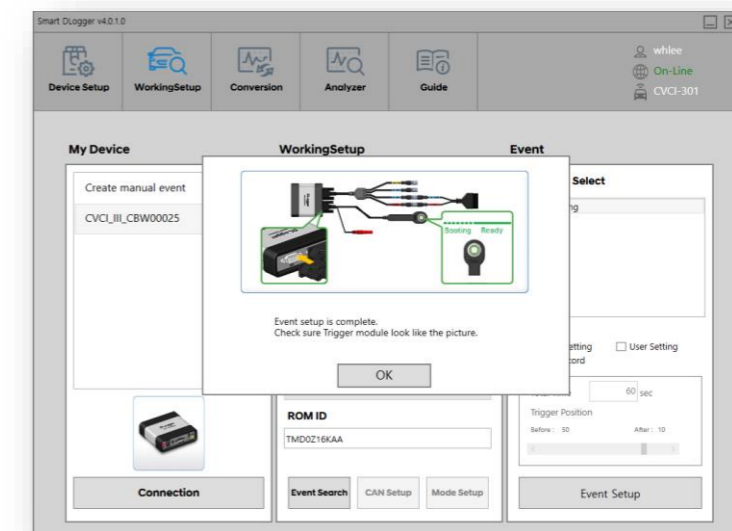 Smart DLogger v4.0.1.0
Device Setup
WorkingSetup
Conversion
Analyzer
Guide
whlee
On-Line
CVCI-301
My Device
WorkingSetup
Event
Create manual event
CVCI_III_CBW00025
Select
Booting Ready
Event setup is complete.
Check sure Trigger module look like the picture.
OK
User Setting
60 sec
Trigger Position
Before : 50 After : 10
ROM ID
TMD0Z16KAA
Connection
Event Search
CAN Setup
Mode Setup
Event Setup